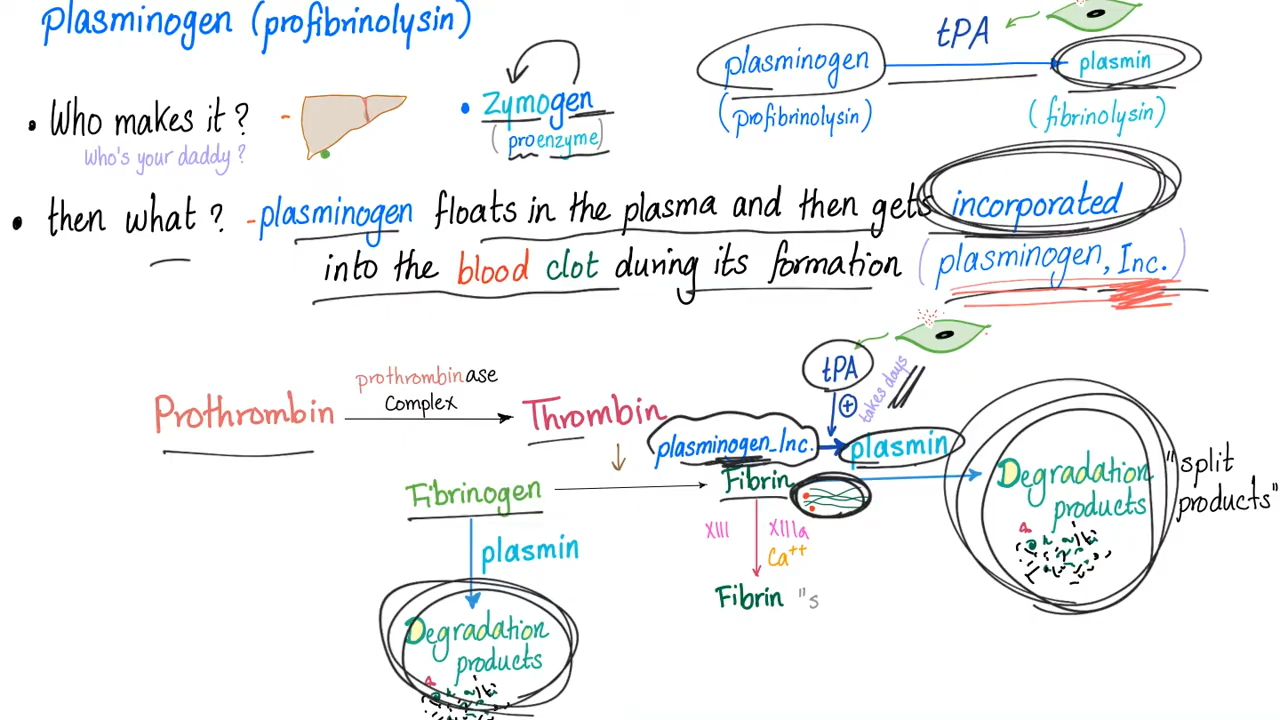 plasminogen (profibrinolysin)
tPA
plasminogen
plasmin
(profibrinolysin)
(fibrinolysin)
• Who makes it?
Who's your daddy?
• Zymogen
(proenzyme)
• then what? -plasminogen floats in the plasma and then gets incorporated
into the blood clot during its formation (plasminogen, Inc.)
tPA
takes days
+
prothrombinase
Complex
Prothrombin
Thrombin
plasminogen_Inc.
plasmin
Fibrinogen
Fibrin
Degradation
products
"split
products"
plasmin
XIII
XIIIa
Ca++
Fibrin "s
Degradation
products